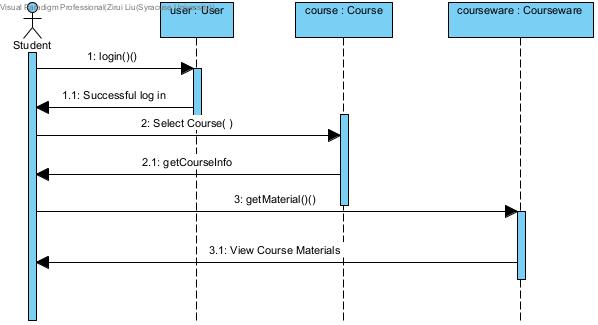 Visual Paradigm Professional(Zirui Liu(Syracuse University))
user : User
course : Course
courseware : Courseware
Student
1: login()()
1.1: Successful log in
2: Select Course( )
2.1: getCourseInfo
3: getMaterial()()
3.1: View Course Materials